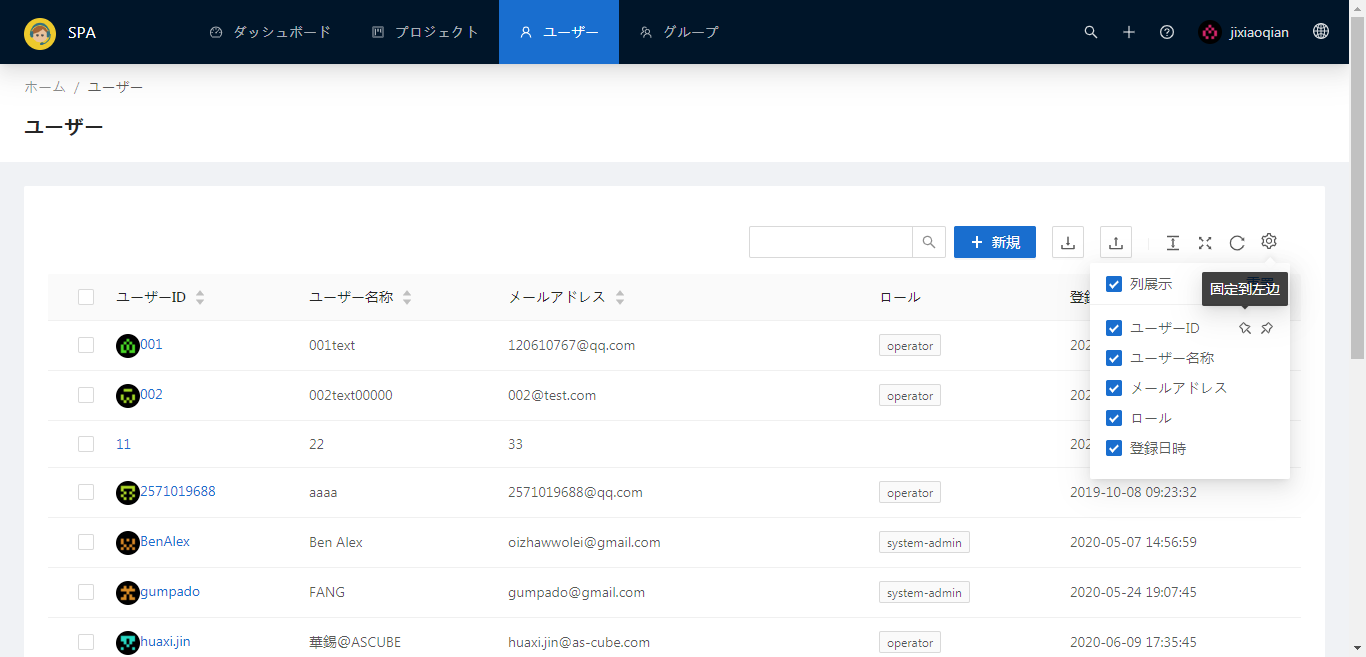 SPA
ダッシュボード
プロジェクト
ユーザー
グループ
jixiaoqian
ホーム / ユーザー
ユーザー
新規
ユーザーID
ユーザー名称
メールアドレス
ロール
列展示
固定到左边
ユーザーID
ユーザー名称
メールアドレス
ロール
登録日時
001 001text 120610767@qq.com operator 202
002 002text00000 002@test.com operator 202
11 22 33 202
2571019688 aaaa 2571019688@qq.com operator 2019-10-08 09:23:32
BenAlex Ben Alex oizhawwolei@gmail.com system-admin 2020-05-07 14:56:59
gumpado FANG gumpado@gmail.com system-admin 2020-05-24 19:07:45
huaxi.jin 華錫@ASCUBE huaxi.jin@as-cube.com operator 2020-06-09 17:35:45